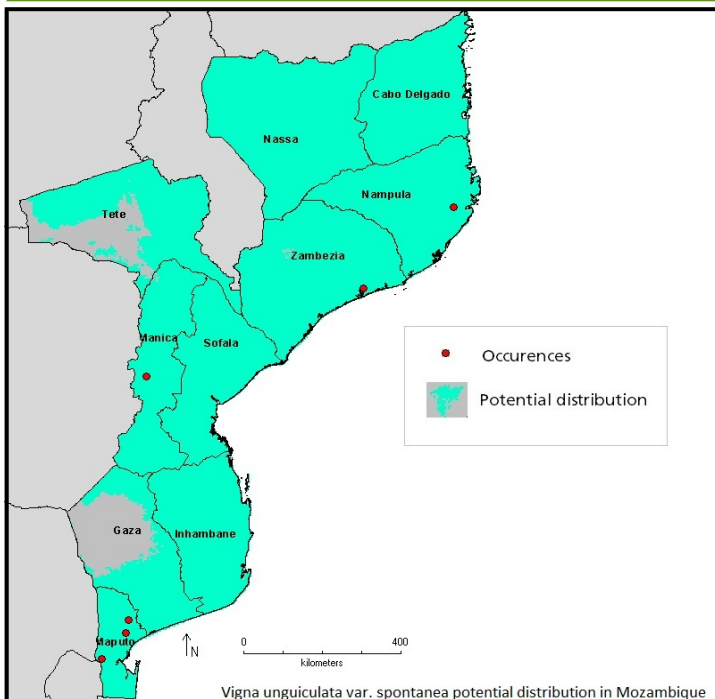 Cabo Delgado
Nassa
Nampula
Tete
Zambezia
Manica
Sofala
Occurences
Potential distribution
Gaza
Inhambane
Maputo
N
0 400
kilometers
Vigna unguiculata var. spontanea potential distribution in Mozambique